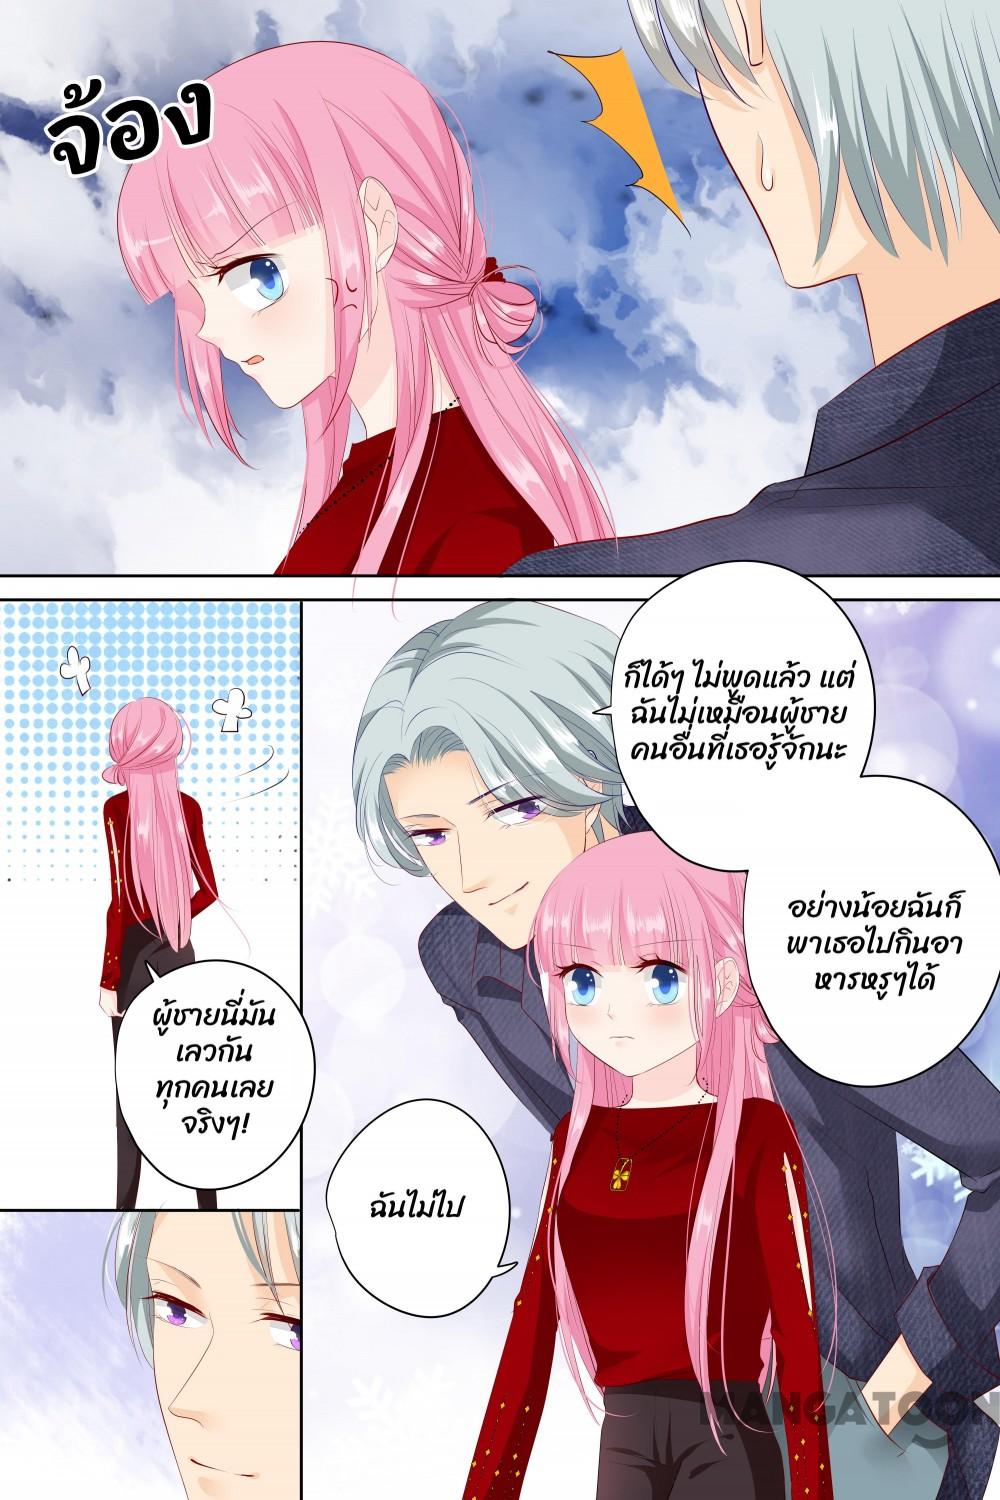 จ้อง
ก็ได้ๆ ไม่พูดแล้ว แต่
ฉันไม่เหมือนผู้ชาย
คนอื่นที่เธอรู้จักนะ
อย่างน้อยฉันก็
พาเธอไปกินอา
หารหรูๆได้
ฉันไม่ไป
ผู้ชายนี่มัน
เลวกัน
ทุกคนเลย
จริงๆ!
MANGATOON